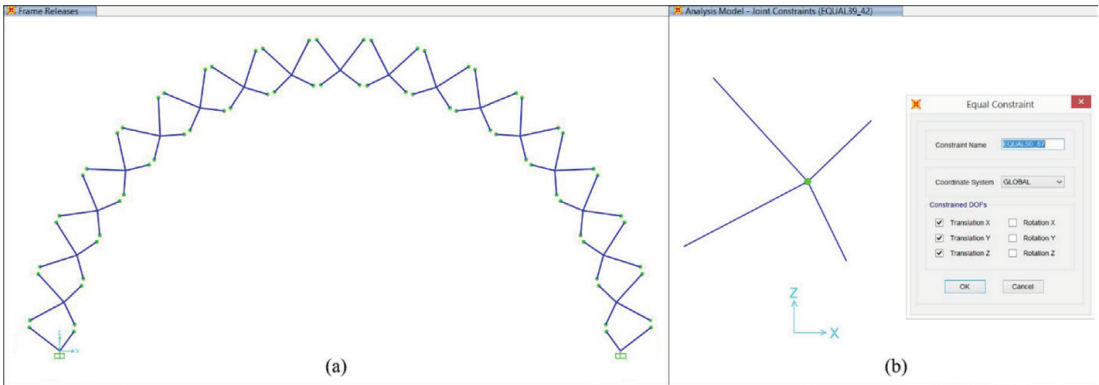 Frame Releases
Analysis Model - Joint Constraints (EQUAL39_42)
Equal Constraint
Constraint Name
Coordinate System GLOBAL
Constrained DOFs
Translation X Rotation X
Translation Y Rotation Y
Translation Z Rotation Z
OK Cancel
Z
X
(a)
(b)